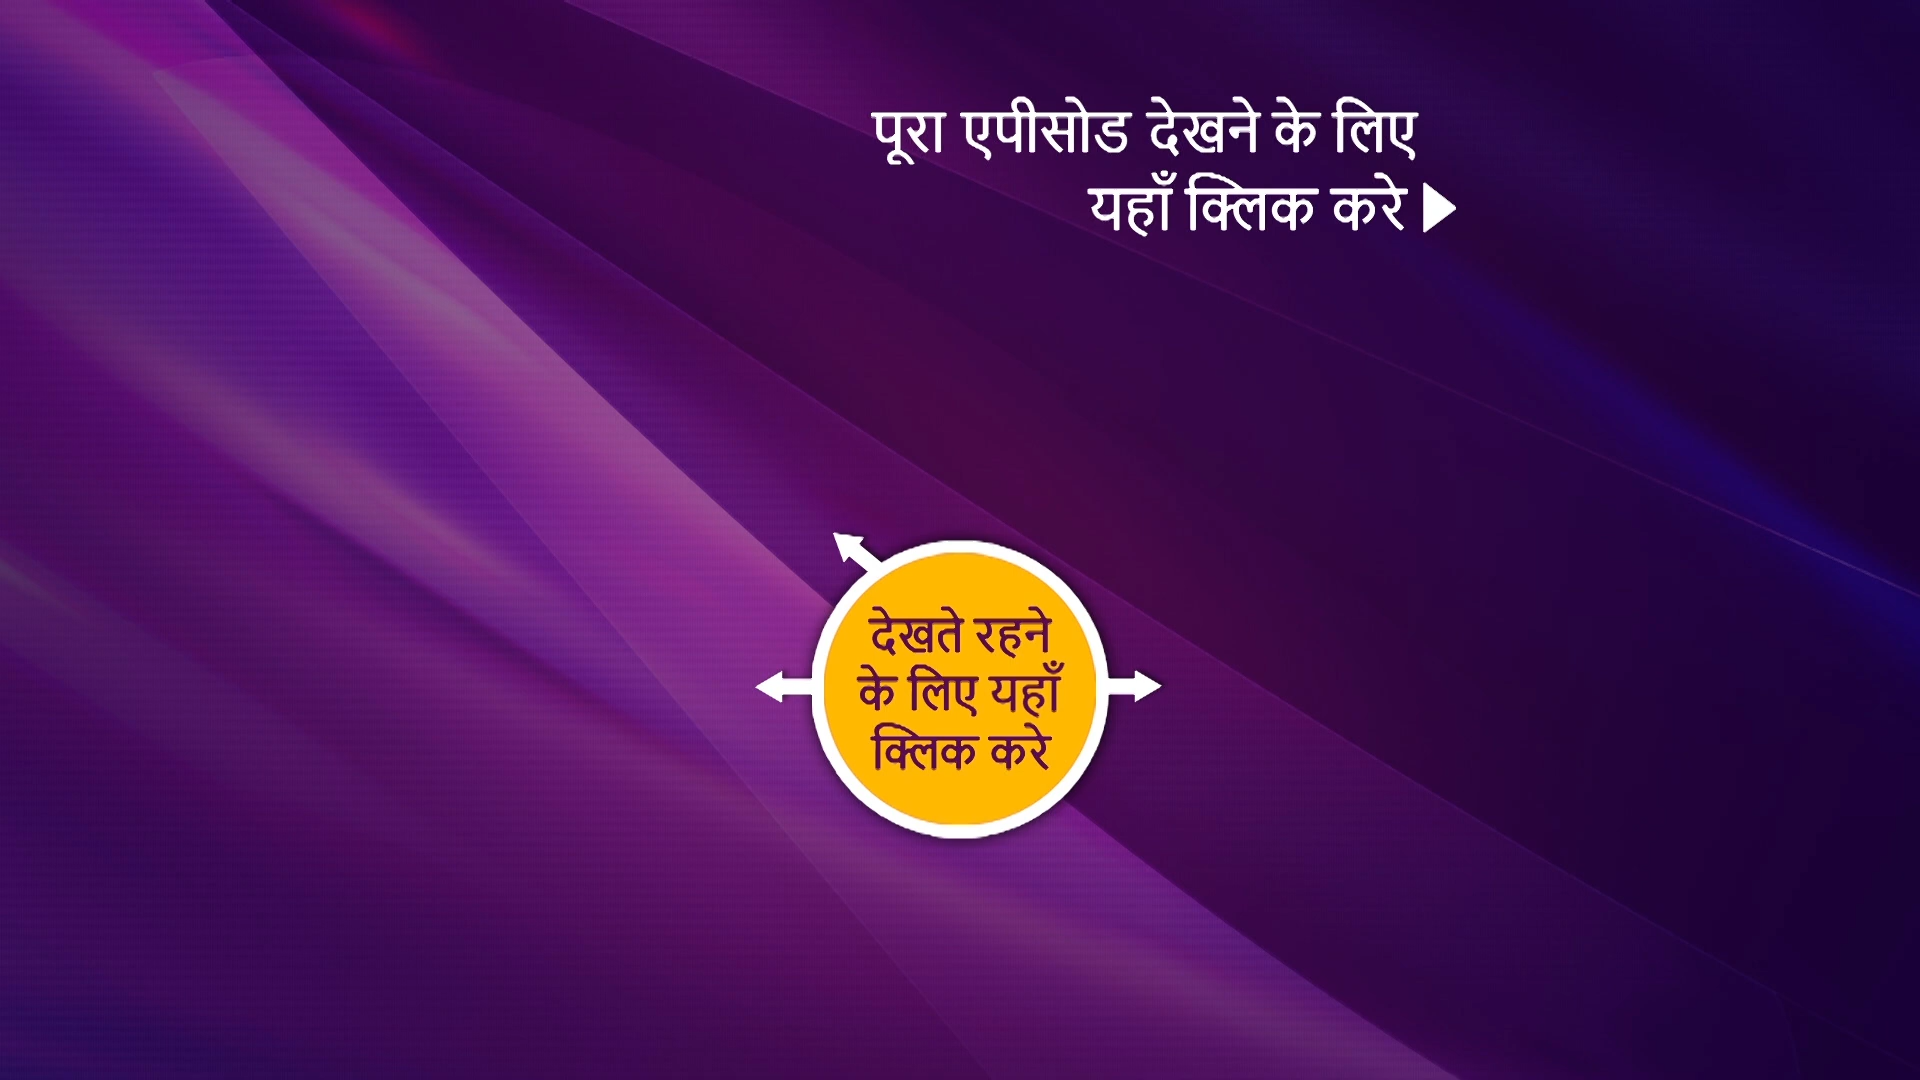 पूरा एपीसोड देखने के लिए
यहाँ क्लिक करे
देखते रहने
के लिए यहाँ
क्लिक करे